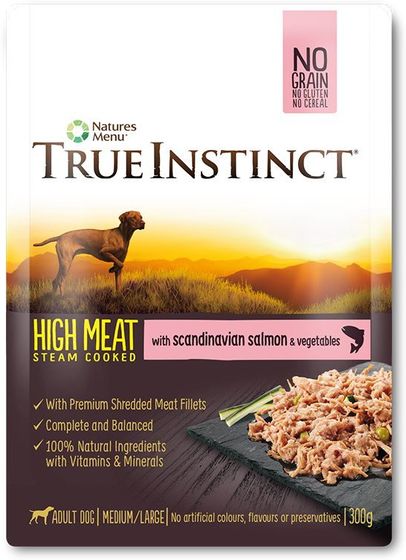 NO
GRAIN
NO GLUTEN
NO CEREAL
Natures
Menu®
TRUE INSTINCT®
HIGH MEAT
STEAM COOKED
with scandinavian salmon & vegetables
✓ With Premium Shredded Meat Fillets
✓ Complete and Balanced
✓ 100% Natural Ingredients
with Vitamins & Minerals
ADULT DOG | MEDIUM/LARGE | No artificial colours, flavours or preservatives | 300g